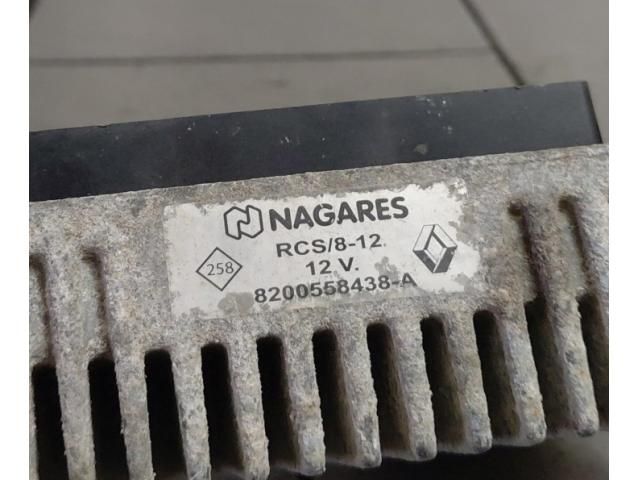 NAGARES
RCS/8-12
258
12 V.
8200558438-A